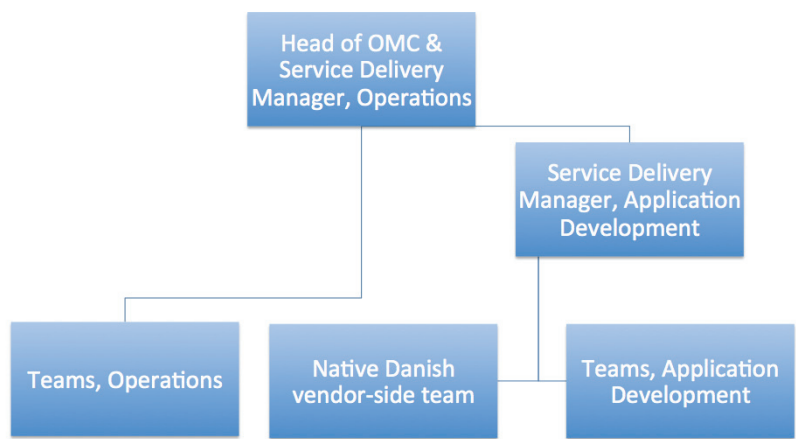 Head of OMC &
Service Delivery
Manager, Operations
Service Delivery
Manager, Application
Development
Teams, Operations
Native Danish
vendor-side team
Teams, Application
Development